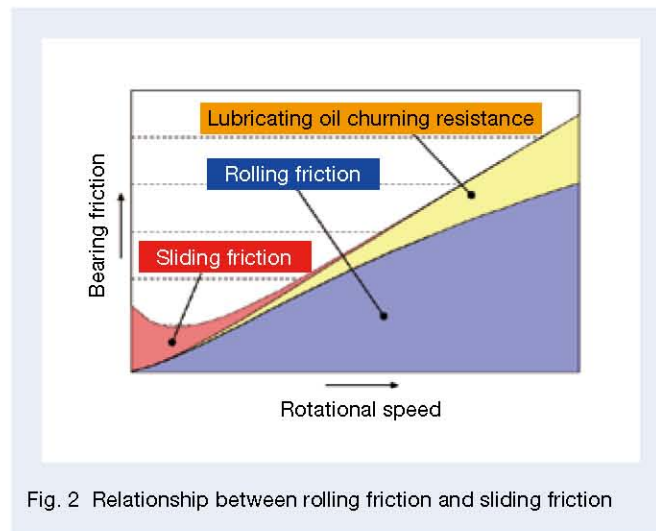 Lubricating oil churning resistance
Rolling friction
Sliding friction
Bearing friction
Rotational speed
Fig. 2 Relationship between rolling friction and sliding friction